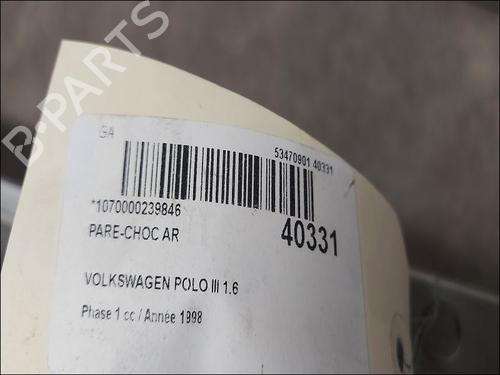 B-PARTS
GA
53470901 40331
*1070000239846
40331
PARE-CHOC AR
VOLKSWAGEN POLO III 1.6
Phase 1 cc / Année 1998